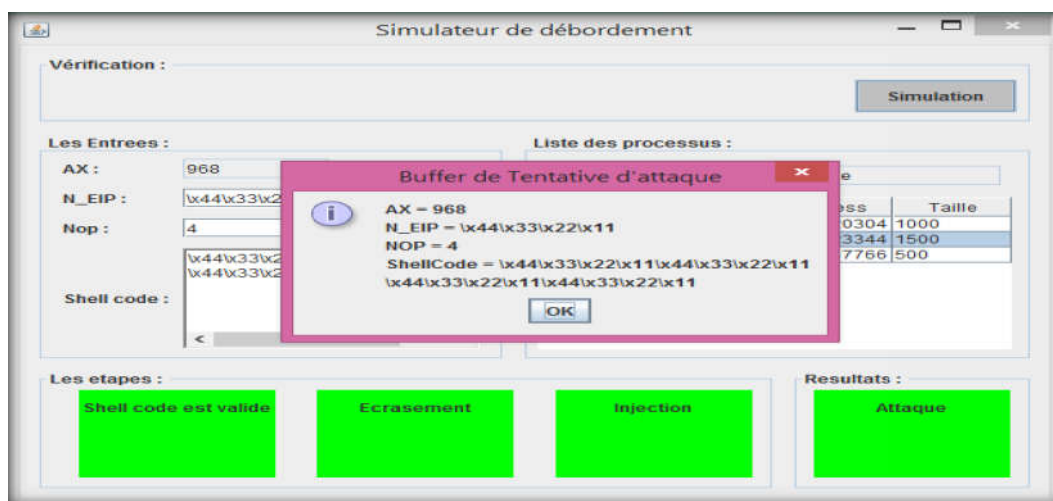 Simulateur de débordement
Vérification :
Simulation
Les Entrees :
AX : 968
N_EIP : \x44\x33\x2
Nop : 4
Shell code :
\x44\x33\x2
\x44\x33\x2
<
Liste des processus :
Taille
0304 1000
3344 1500
7766 500
Buffer de Tentative d'attaque
AX = 968
N_EIP = \x44\x33\x22\x11
NOP = 4
ShellCode = \x44\x33\x22\x11\x44\x33\x22\x11
\x44\x33\x22\x11\x44\x33\x22\x11
OK
Les etapes :
Shell code est valide
Ecrasement
Injection
Resultats :
Attaque